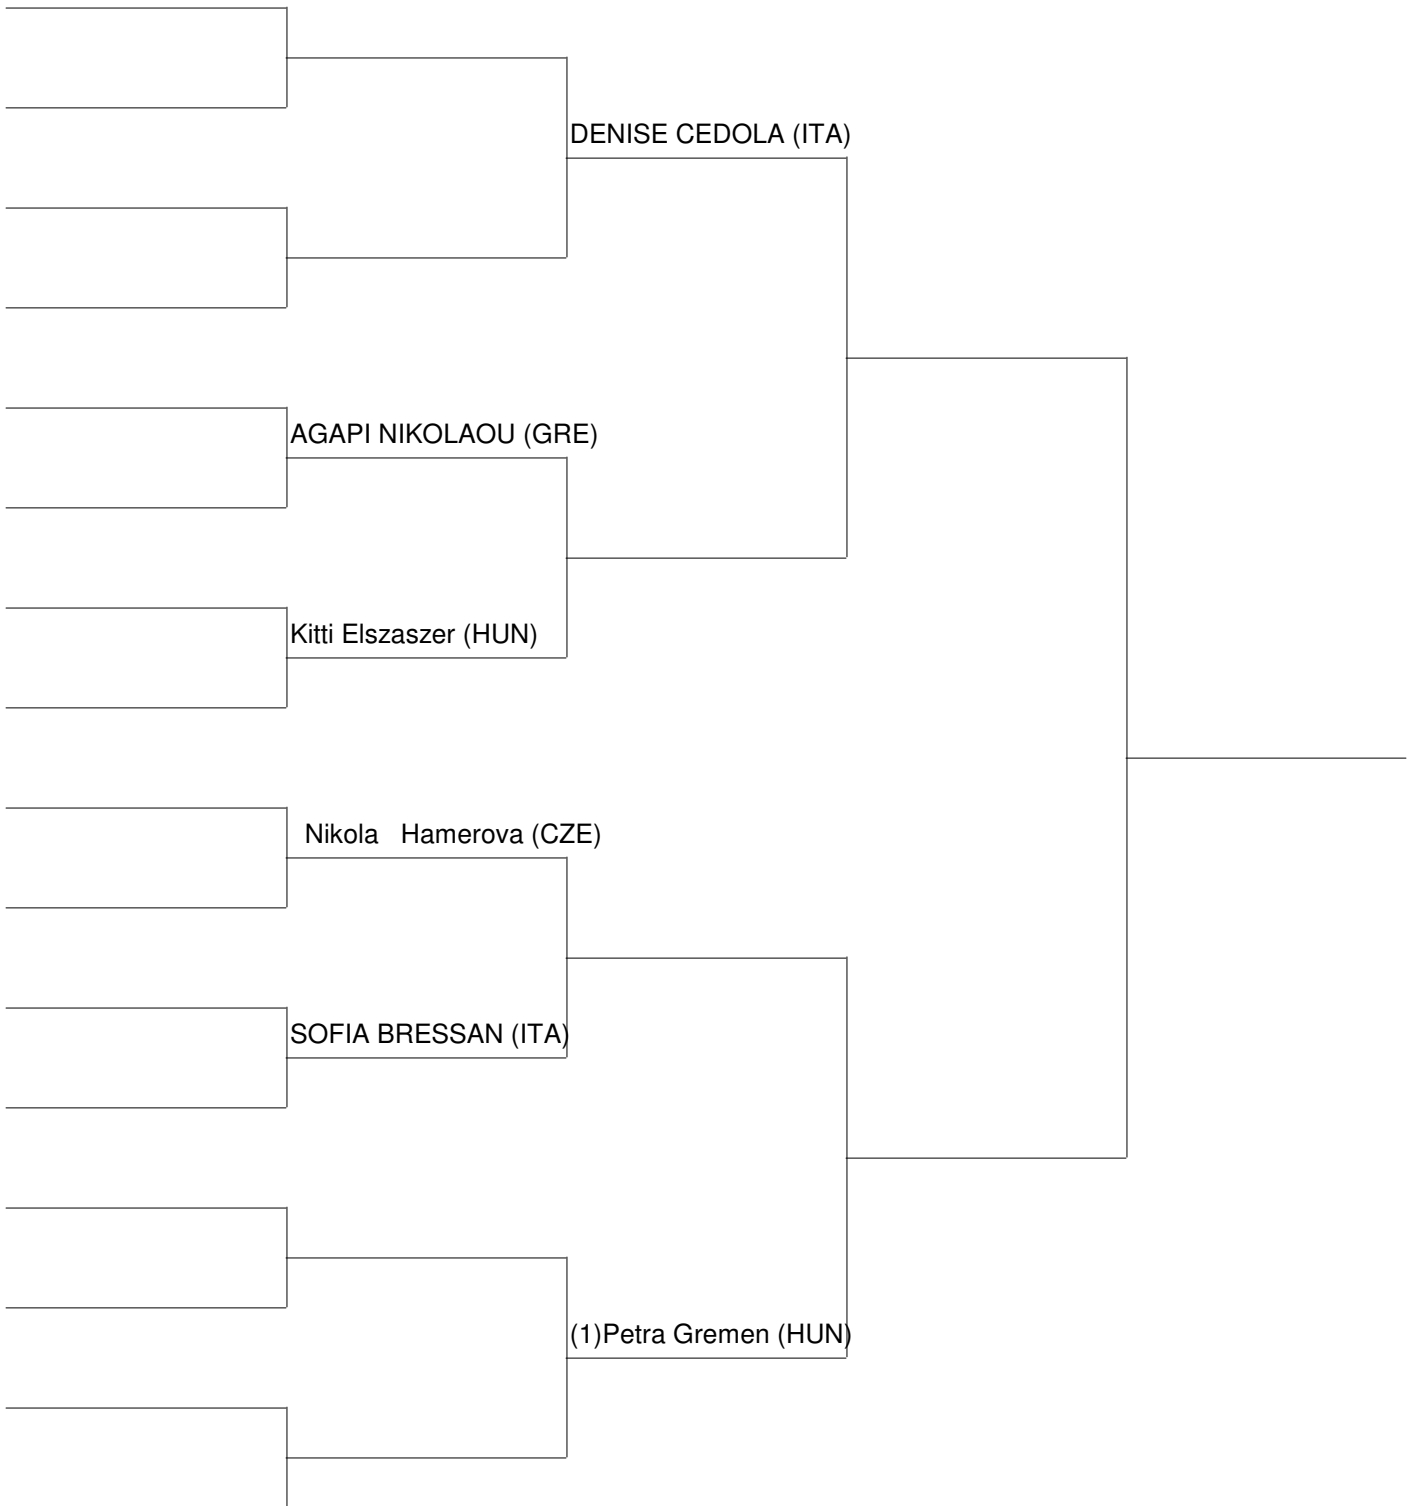 DENISE CEDOLA (ITA)
AGAPI NIKOLAOU (GRE)
Kitti Elszaszer (HUN)
Nikola Hamerova (CZE)
SOFIA BRESSAN (ITA)
(1)Petra Gremen (HUN)